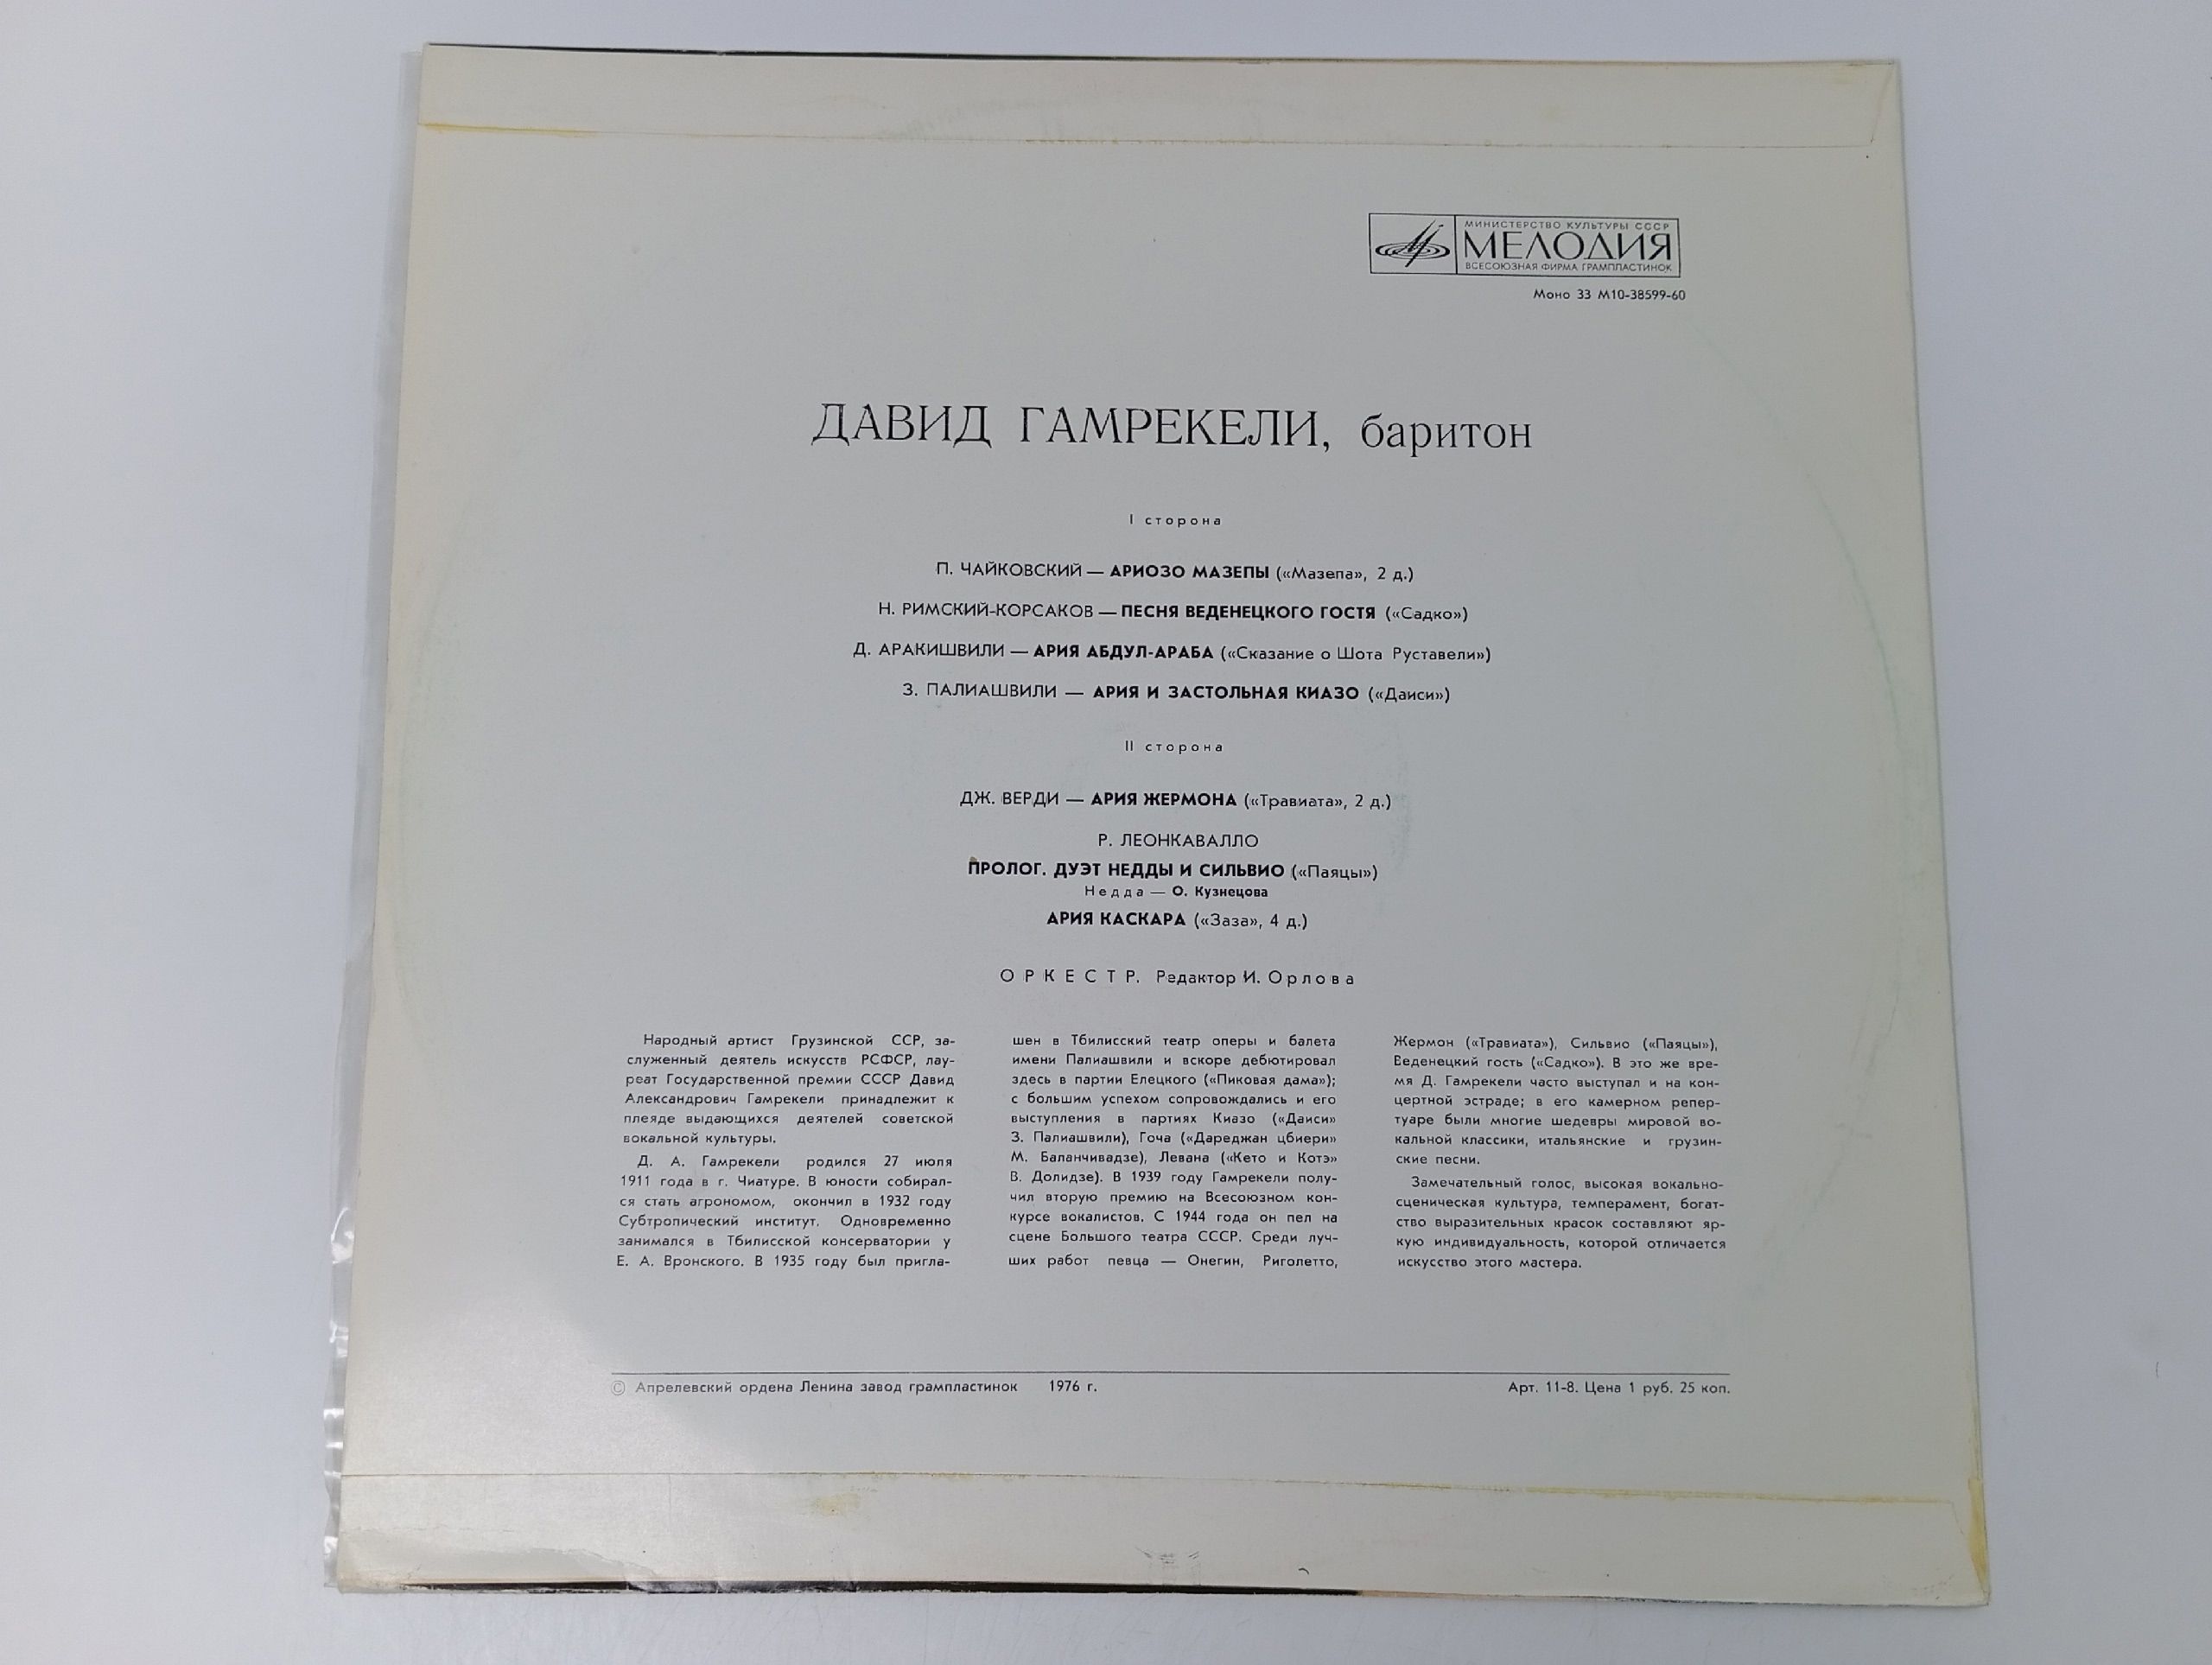 МИНИСТЕРСТВО КУЛЬТУРЫ СССР
МЕЛОДИЯ
ВСЕСОЮЗНАЯ ФИРМА ГРАМПЛАСТИНОК
Моно 33 М10-38599-60
ДАВИД ГАМРЕКЕЛИ, баритон
I сторона
П. ЧАЙКОВСКИЙ — АРИОЗО МАЗЕПЫ («Мазепа», 2 д.)
Н. РИМСКИЙ-КОРСАКОВ — ПЕСНЯ ВЕДЕНЕЦКОГО ГОСТЯ («Садко»)
Д. АРАКИШВИЛИ — АРИЯ АБДУЛ-АРАБА («Сказание о Шота Руставели»)
З. ПАЛИАШВИЛИ — АРИЯ И ЗАСТОЛЬНАЯ КИАЗО («Даиси»)
II сторона
ДЖ. ВЕРДИ — АРИЯ ЖЕРМОНА («Травиата», 2 д.)
Р. ЛЕОНКАВАЛЛО
ПРОЛОГ. ДУЭТ НЕДДЫ И СИЛЬВИО («Паяцы»)
Недда — О. Кузнецова
АРИЯ КАСКАРА («Заза», 4 д.)
ОРКЕСТР. Редактор И. Орлова
Народный артист Грузинской ССР, за-
служенный деятель искусств РСФСР, лау-
реат Государственной премии СССР Давид
Александрович Гамрекели принадлежит к
плеяде выдающихся деятелей советской
вокальной культуры.
Д. А. Гамрекели родился 27 июля
1911 года в г. Чиатуре. В юности собирал-
ся стать агрономом, окончил в 1932 году
Субтропический институт. Одновременно
занимался в Тбилисской консерватории у
Е. А. Вронского. В 1935 году был пригла-
шен в Тбилисский театр оперы и балета
имени Палиашвили и вскоре дебютировал
здесь в партии Елецкого («Пиковая дама»);
с большим успехом сопровождались и его
выступления в партиях Киазо («Даиси»
З. Палиашвили), Гоча («Дареджан цбиери»
М. Баланчивадзе), Левана («Кето и Котэ»
В. Долидзе). В 1939 году Гамрекели полу-
чил вторую премию на Всесоюзном кон-
курсе вокалистов. С 1944 года он пел на
сцене Большого театра СССР. Среди луч-
ших работ певца — Онегин, Риголетто,
Жермон («Травиата»), Сильвио («Паяцы»),
Веденецкий гость («Садко»). В это же вре-
мя Д. Гамрекели часто выступал и на кон-
цертной эстраде; в его камерном репер-
туаре были многие шедевры мировой во-
кальной классики, итальянские и грузин-
ские песни.
Замечательный голос, высокая вокально-
сценическая культура, темперамент, богат-
ство выразительных красок составляют яр-
кую индивидуальность, которой отличается
искусство этого мастера.
© Апрелевский ордена Ленина завод грампластинок 1976 г.
Арт. 11-8. Цена 1 руб. 25 коп.